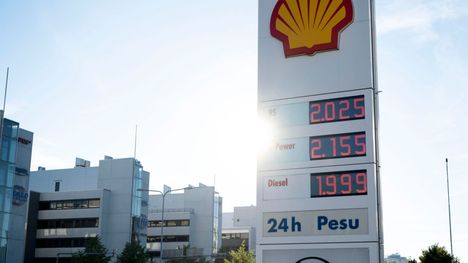 95 2.025
Power 2.155
Diesel 1.999
24h Pesu